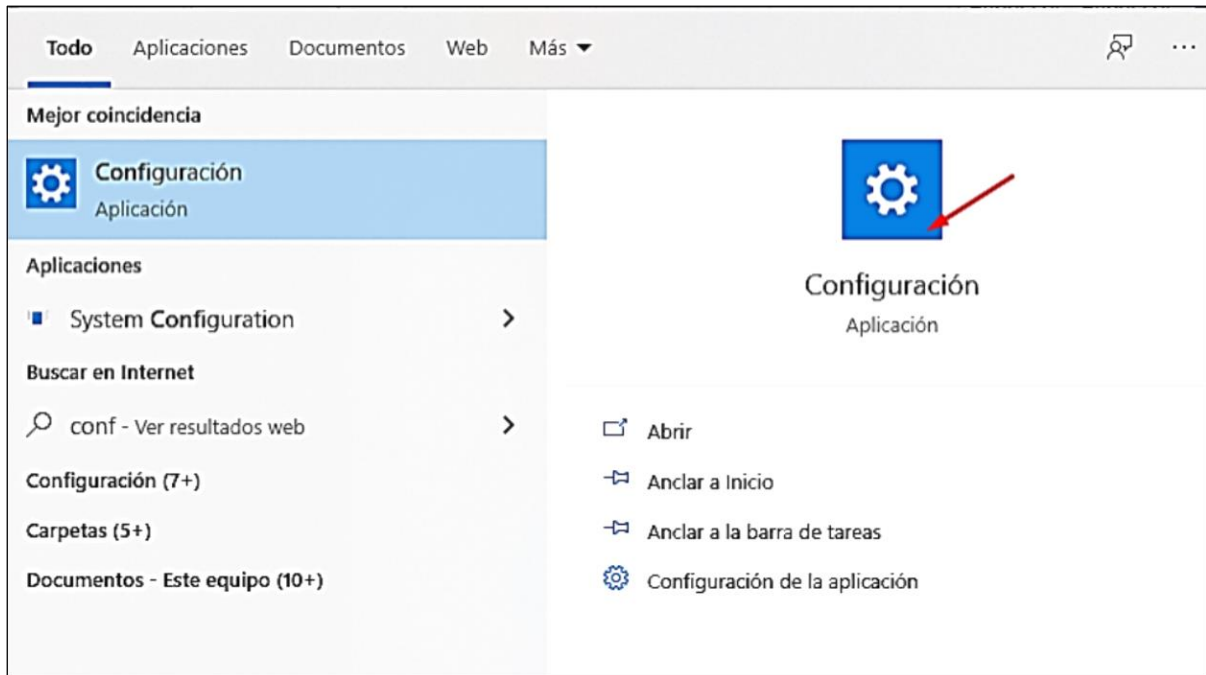 Todo Aplicaciones Documentos Web Más
Mejor coincidencia
Configuración
Aplicación
Aplicaciones
System Configuration
Buscar en Internet
conf - Ver resultados web
Configuración (7+)
Carpetas (5+)
Documentos - Este equipo (10+)
Configuración
Aplicación
Abrir
Anclar a Inicio
Anclar a la barra de tareas
Configuración de la aplicación